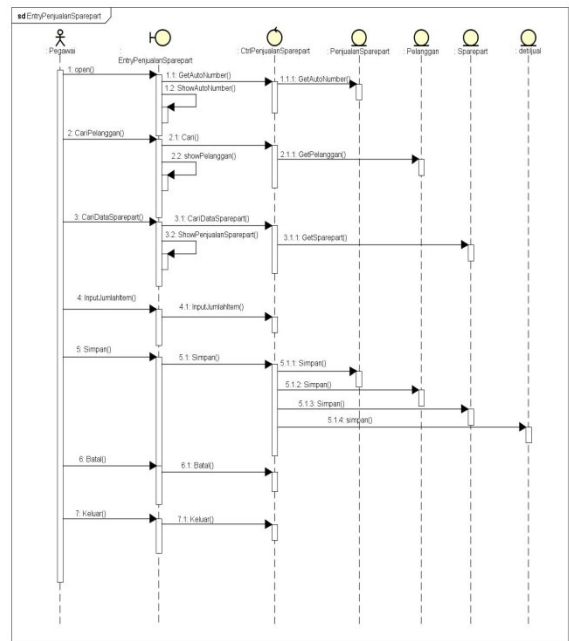 sd EntryPenjualanSparepart
: Pegawai
:
EntryPenjualanSparepart
: CtrlPenjualanSparepart
: PenjualanSparepart
: Pelanggan
: Sparepart
: detiljual
1: open()
1.1: GetAutoNumber()
1.1.1: GetAutoNumber()
1.2: ShowAutoNumber()
2: CariPelanggan()
2.1: Cari()
2.2: showPelanggan()
2.1.1: GetPelanggan()
3: CariDataSparepart()
3.1: CariDataSparepart()
3.2: ShowPenjualanSparepart()
3.1.1: GetSparepart()
4: InputJumlahItem()
4.1: InputJumlahItem()
5: Simpan()
5.1: Simpan()
5.1.1: Simpan()
5.1.2: Simpan()
5.1.3: Simpan()
5.1.4: simpan()
6: Batal()
6.1: Batal()
7: Keluar()
7.1: Keluar()